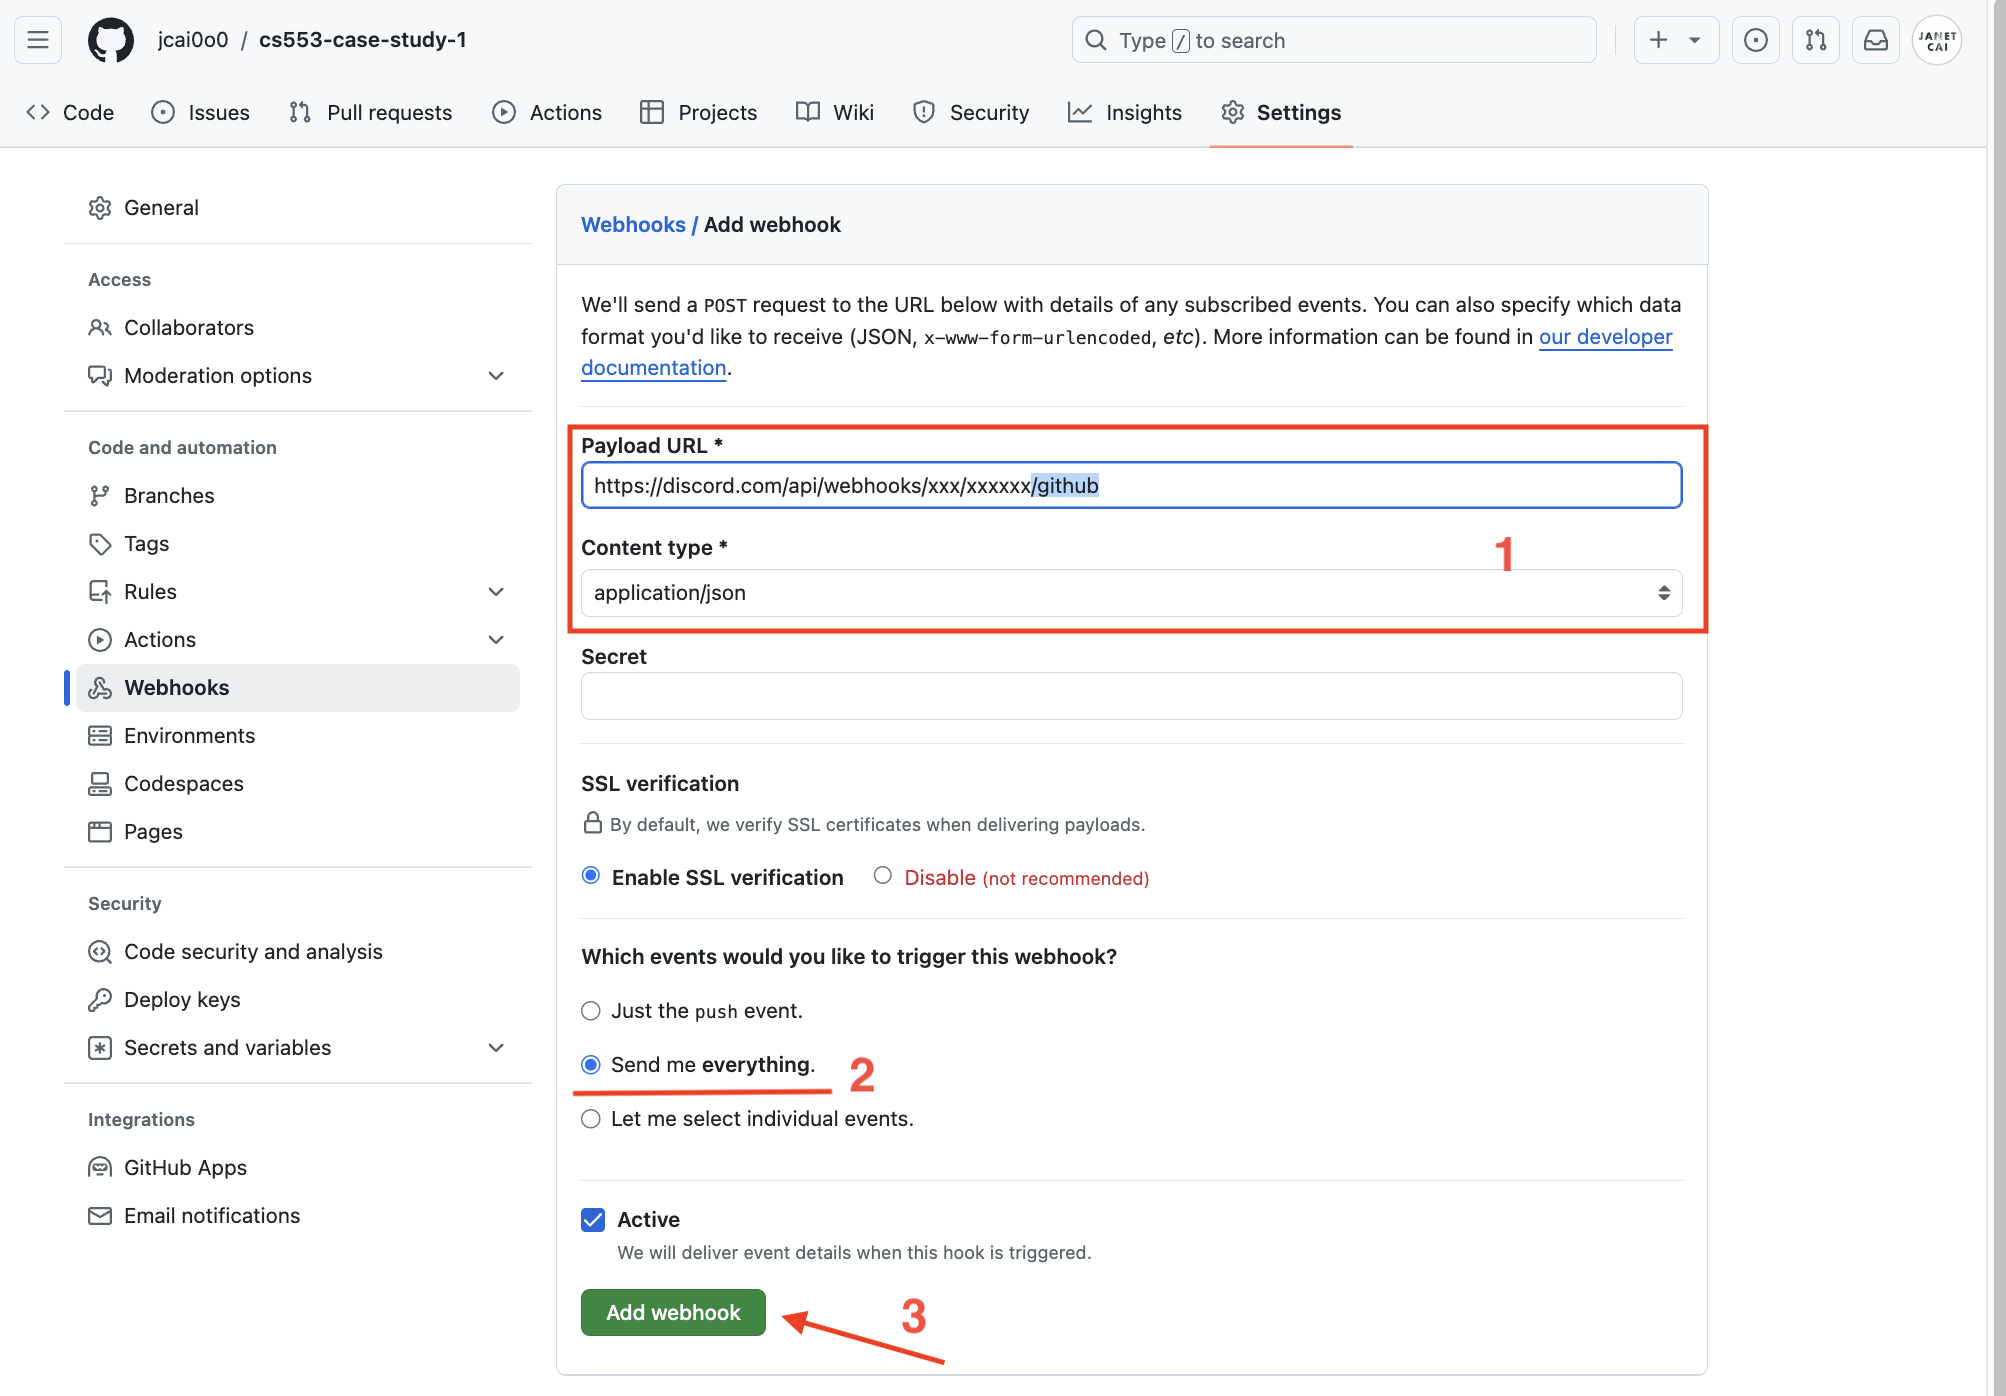 jcai0o0 / cs553-case-study-1
Type / to search
JANET
CAI
Code
Issues
Pull requests
Actions
Projects
Wiki
Security
Insights
Settings
General
Access
Collaborators
Moderation options
Code and automation
Branches
Tags
Rules
Actions
Webhooks
Environments
Codespaces
Pages
Security
Code security and analysis
Deploy keys
Secrets and variables
Integrations
GitHub Apps
Email notifications
Webhooks / Add webhook
We'll send a POST request to the URL below with details of any subscribed events. You can also specify which data
format you'd like to receive (JSON, x-www-form-urlencoded, etc). More information can be found in our developer
documentation.
Payload URL *
https://discord.com/api/webhooks/xxx/xxxxxx/github
Content type *
1
application/json
Secret
SSL verification
By default, we verify SSL certificates when delivering payloads.
Enable SSL verification
Disable (not recommended)
Which events would you like to trigger this webhook?
Just the push event.
Send me everything.
2
Let me select individual events.
Active
We will deliver event details when this hook is triggered.
Add webhook
3